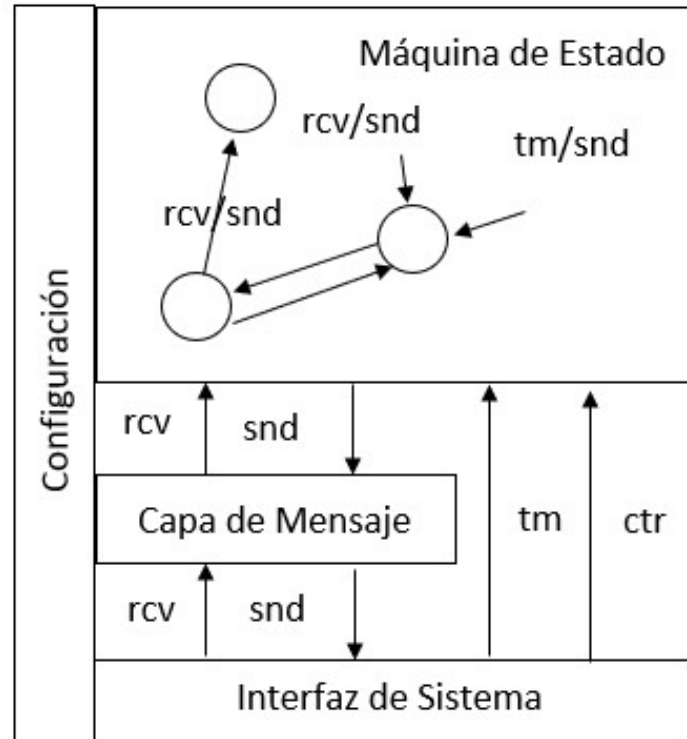 Configuración
Máquina de Estado
rcv/snd
tm/snd
rcv/snd
rcv
snd
Capa de Mensaje
tm
ctr
rcv
snd
Interfaz de Sistema